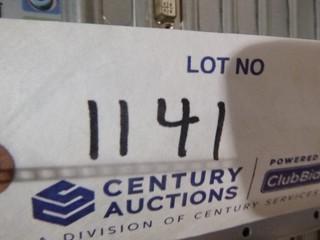 LOT NO
1141
CENTURY AUCTIONS
POWERED
ClubBid
A DIVISION OF CENTURY SERVICES